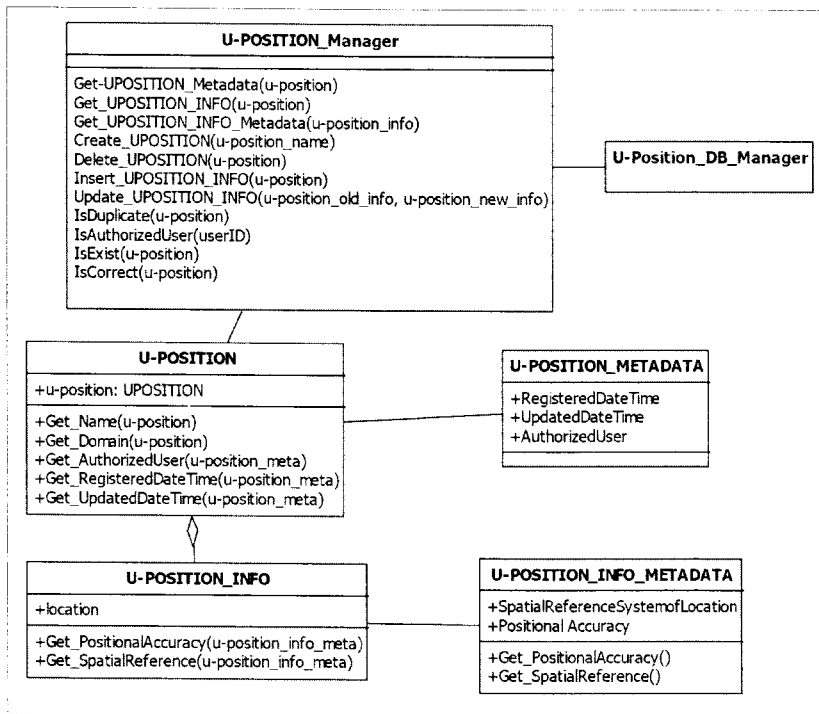 U-POSITION_Manager
Get-UPOSITION_Metadata(u-position)
Get_UPOSITION_INFO(u-position)
Get_UPOSITION_INFO_Metadata(u-position_info)
Create_UPOSITION(u-position_name)
Delete_UPOSITION(u-position)
Insert_UPOSITION_INFO(u-position)
Update_UPOSITION_INFO(u-position_old_info, u-position_new_info)
IsDuplicate(u-position)
IsAuthorizedUser(userID)
IsExist(u-position)
IsCorrect(u-position)
U-Position_DB_Manager
U-POSITION
+u-position: UPOSITION
+Get_Name(u-position)
+Get_Domain(u-position)
+Get_AuthorizedUser(u-position_meta)
+Get_RegisteredDateTime(u-position_meta)
+Get_UpdatedDateTime(u-position_meta)
U-POSITION_METADATA
+RegisteredDateTime
+UpdatedDateTime
+AuthorizedUser
U-POSITION_INFO
+location
+Get_PositionalAccuracy(u-position_info_meta)
+Get_SpatialReference(u-position_info_meta)
U-POSITION_INFO_METADATA
+SpatialReferenceSystemofLocation
+Positional Accuracy
+Get_PositionalAccuracy()
+Get_SpatialReference()